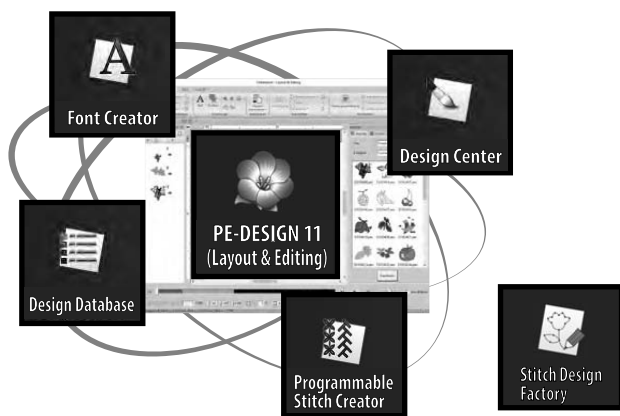 Font Creator
Design Center
PE-DESIGN 11
(Layout & Editing)
Design Database
Programmable
Stitch Creator
Stitch Design
Factory